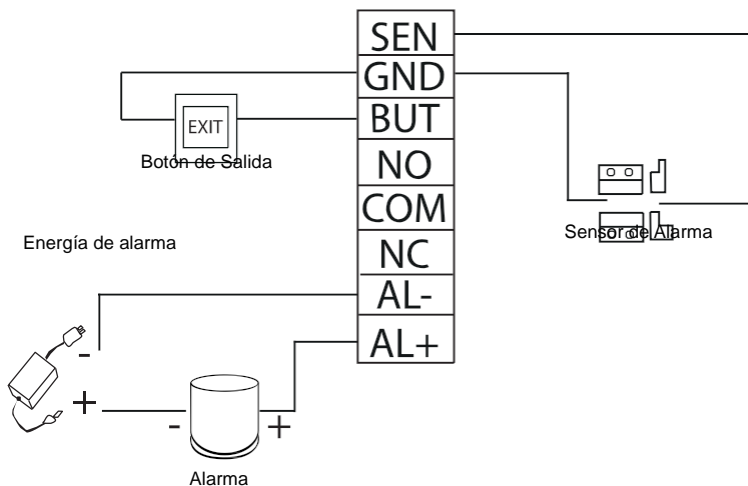 SEN
GND
BUT
NO
COM
NC
AL-
AL+
EXIT
Botón de Salida
Sensor de Alarma
Energía de alarma
-
+
-
+
Alarma